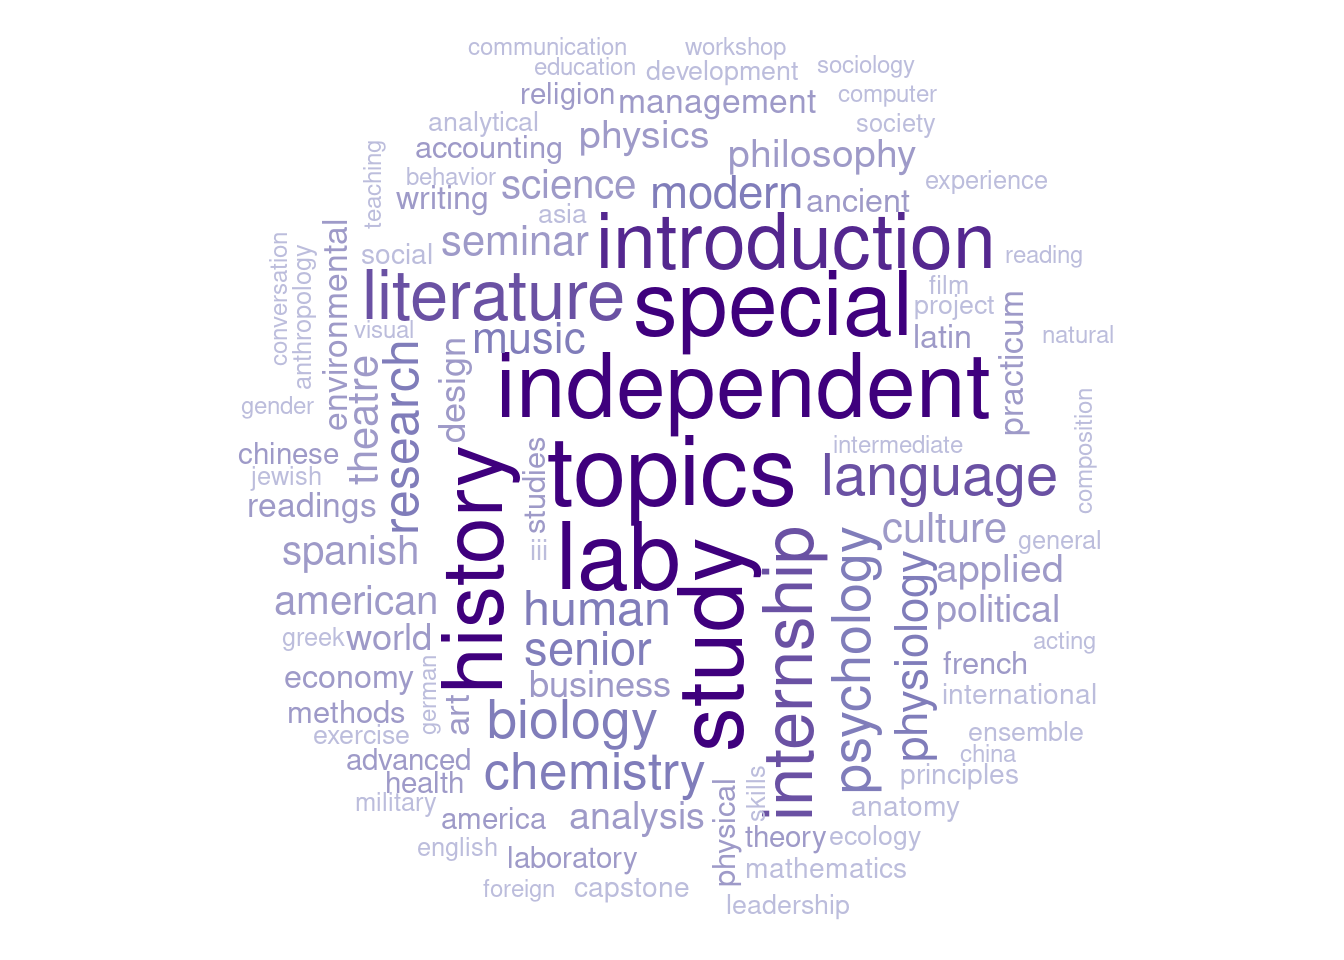 communication
workshop
education
development
sociology
religion
management
computer
analytical
physics
society
accounting
philosophy
teaching
behavior
science
modern
experience
writing
asia
ancient
social
seminar
introduction
reading
conversation
anthropology
environmental
literature
special
film
project
visual
music
latin
practicum
natural
gender
theatre
research
design
independent
chinese
jewish
studies
topics
intermediate
language
composition
readings
history
spanish
iii
lab
study
internship
psychology
physiology
culture
general
applied
american
human
political
greek
world
senior
acting
economy
german
art
business
french
international
methods
exercise
biology
ensemble
advanced
health
chemistry
china
principles
military
america
analysis
physical
skills
anatomy
theory
ecology
english
laboratory
mathematics
foreign
capstone
leadership